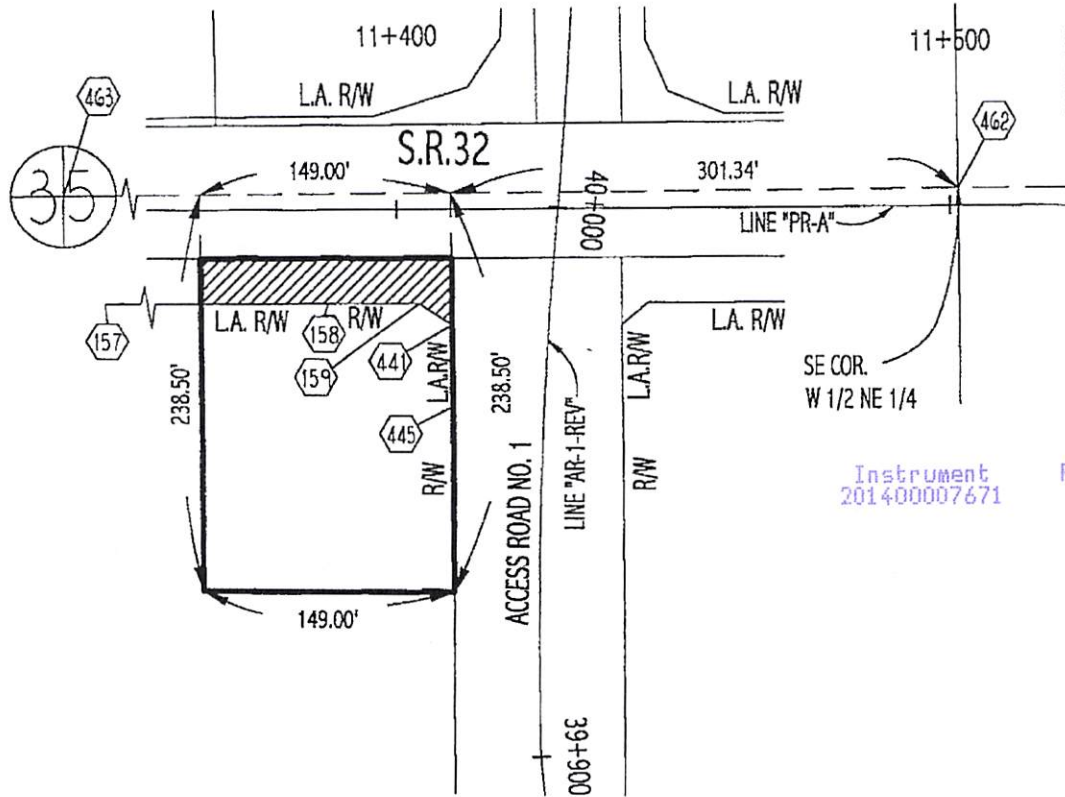 11+400
11+500
L.A. R/W
L.A. R/W
463
462
S.R.32
35
149.00'
301.34'
40+000
LINE "PR-A"
L.A. R/W
R/W
L.A. R/W
157
158
159
441
L.A.R/W
L.A.R/W
445
238.50'
238.50'
R/W
R/W
LINE "AR-1-REV"
ACCESS ROAD NO. 1
SE COR.
W 1/2 NE 1/4
Instrument
201400007671
149.00'
39+900